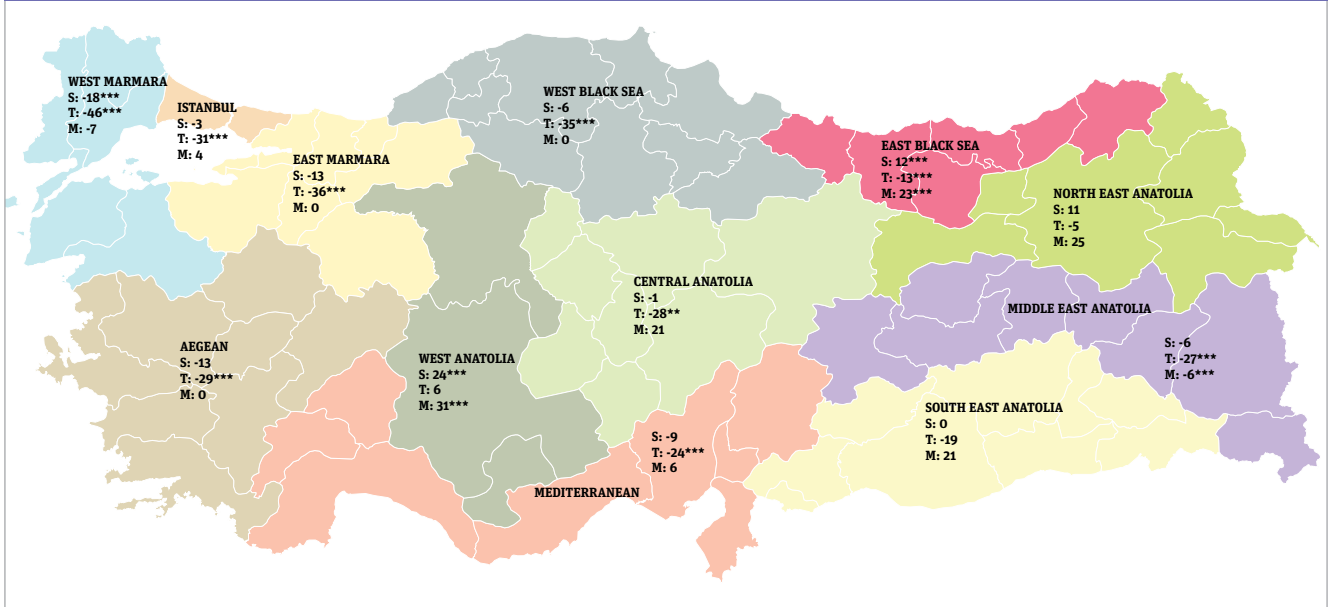 WEST MARMARA
S: -18***
T: -46***
M: -7
ISTANBUL
S: -3
T: -31***
M: 4
EAST MARMARA
S: -13
T: -36***
M: 0
WEST BLACK SEA
S: -6
T: -35***
M: 0
EAST BLACK SEA
S: 12***
T: -13***
M: 23***
NORTH EAST ANATOLIA
S: 11
T: -5
M: 25
CENTRAL ANATOLIA
S: -1
T: -28**
M: 21
MIDDLE EAST ANATOLIA
S: -6
T: -27***
M: -6***
AEGEAN
S: -13
T: -29***
M: 0
WEST ANATOLIA
S: 24***
T: 6
M: 31***
SOUTH EAST ANATOLIA
S: 0
T: -19
M: 21
S: -9
T: -24***
M: 6
MEDITERRANEAN